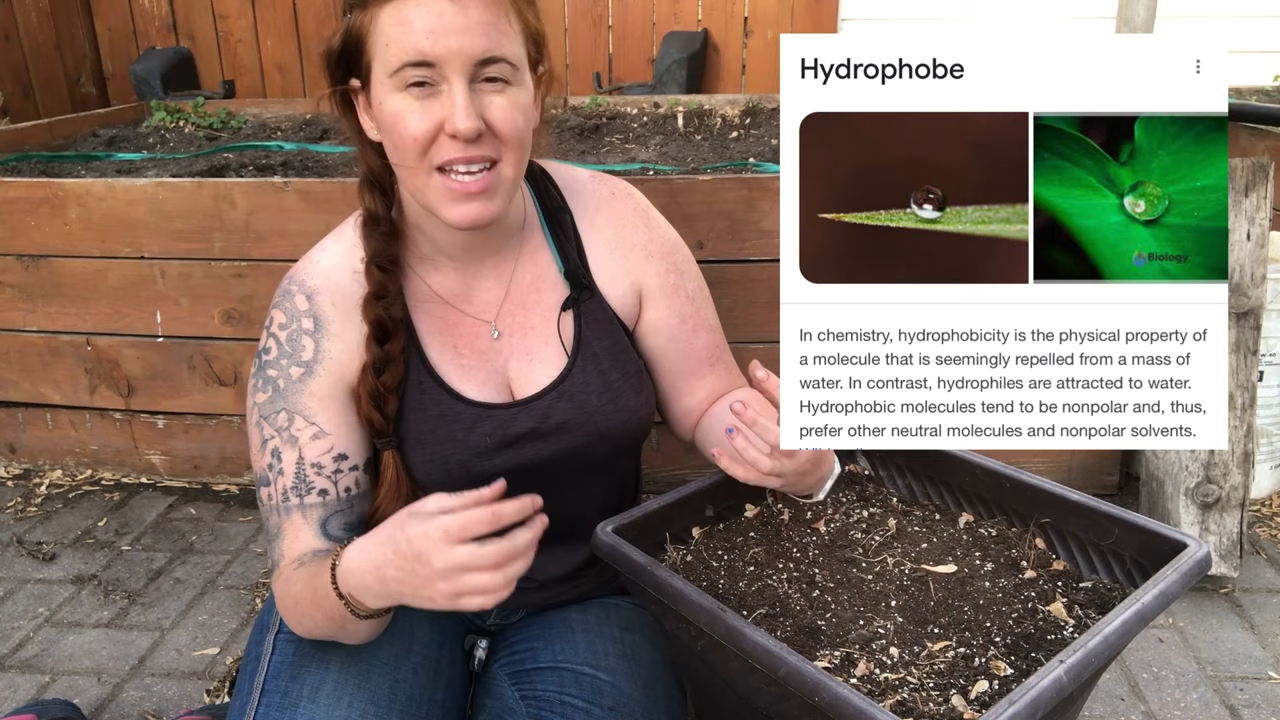 Hydrophobe
Biology
In chemistry, hydrophobicity is the physical property of
a molecule that is seemingly repelled from a mass of
water. In contrast, hydrophiles are attracted to water.
Hydrophobic molecules tend to be nonpolar and, thus,
prefer other neutral molecules and nonpolar solvents.